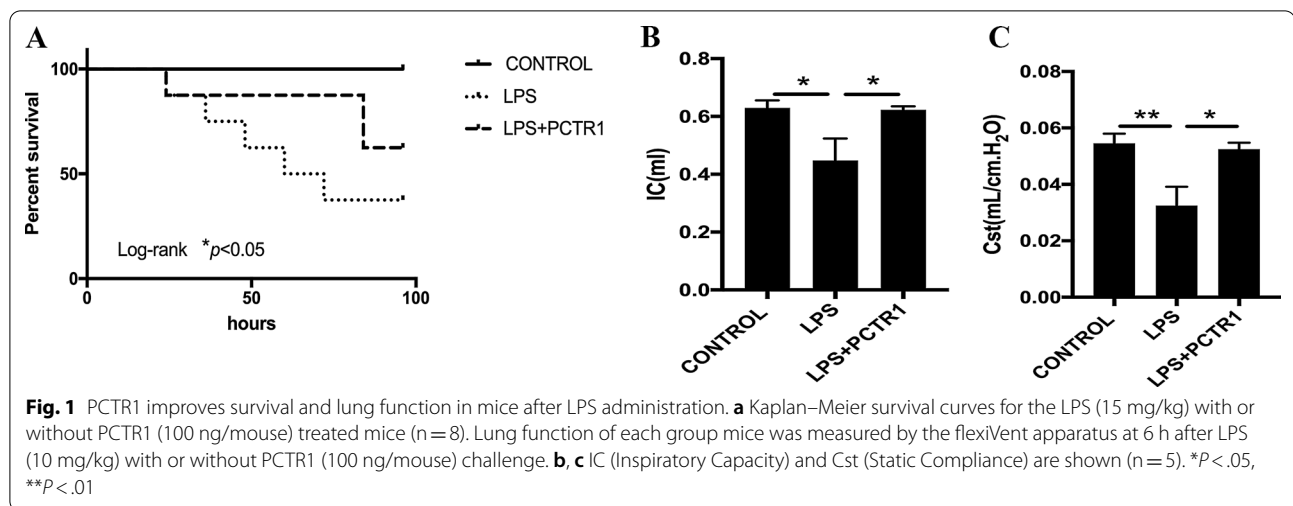 A
Percent survival
100
50
0
0
50
100
hours
Log-rank *p<0.05
CONTROL
LPS
LPS+PCTR1
B
IC(ml)
0.8
0.6
0.4
0.2
0.0
* *
CONTROL
LPS
LPS+PCTR1
C
Cst(mL/cm.H₂O)
0.08
0.06
0.04
0.02
0.00
** *
CONTROL
LPS
LPS+PCTR1
Fig. 1 PCTR1 improves survival and lung function in mice after LPS administration. a Kaplan–Meier survival curves for the LPS (15 mg/kg) with or
without PCTR1 (100 ng/mouse) treated mice (n = 8). Lung function of each group mice was measured by the flexiVent apparatus at 6 h after LPS
(10 mg/kg) with or without PCTR1 (100 ng/mouse) challenge. b, c IC (Inspiratory Capacity) and Cst (Static Compliance) are shown (n = 5). *P < .05,
**P < .01